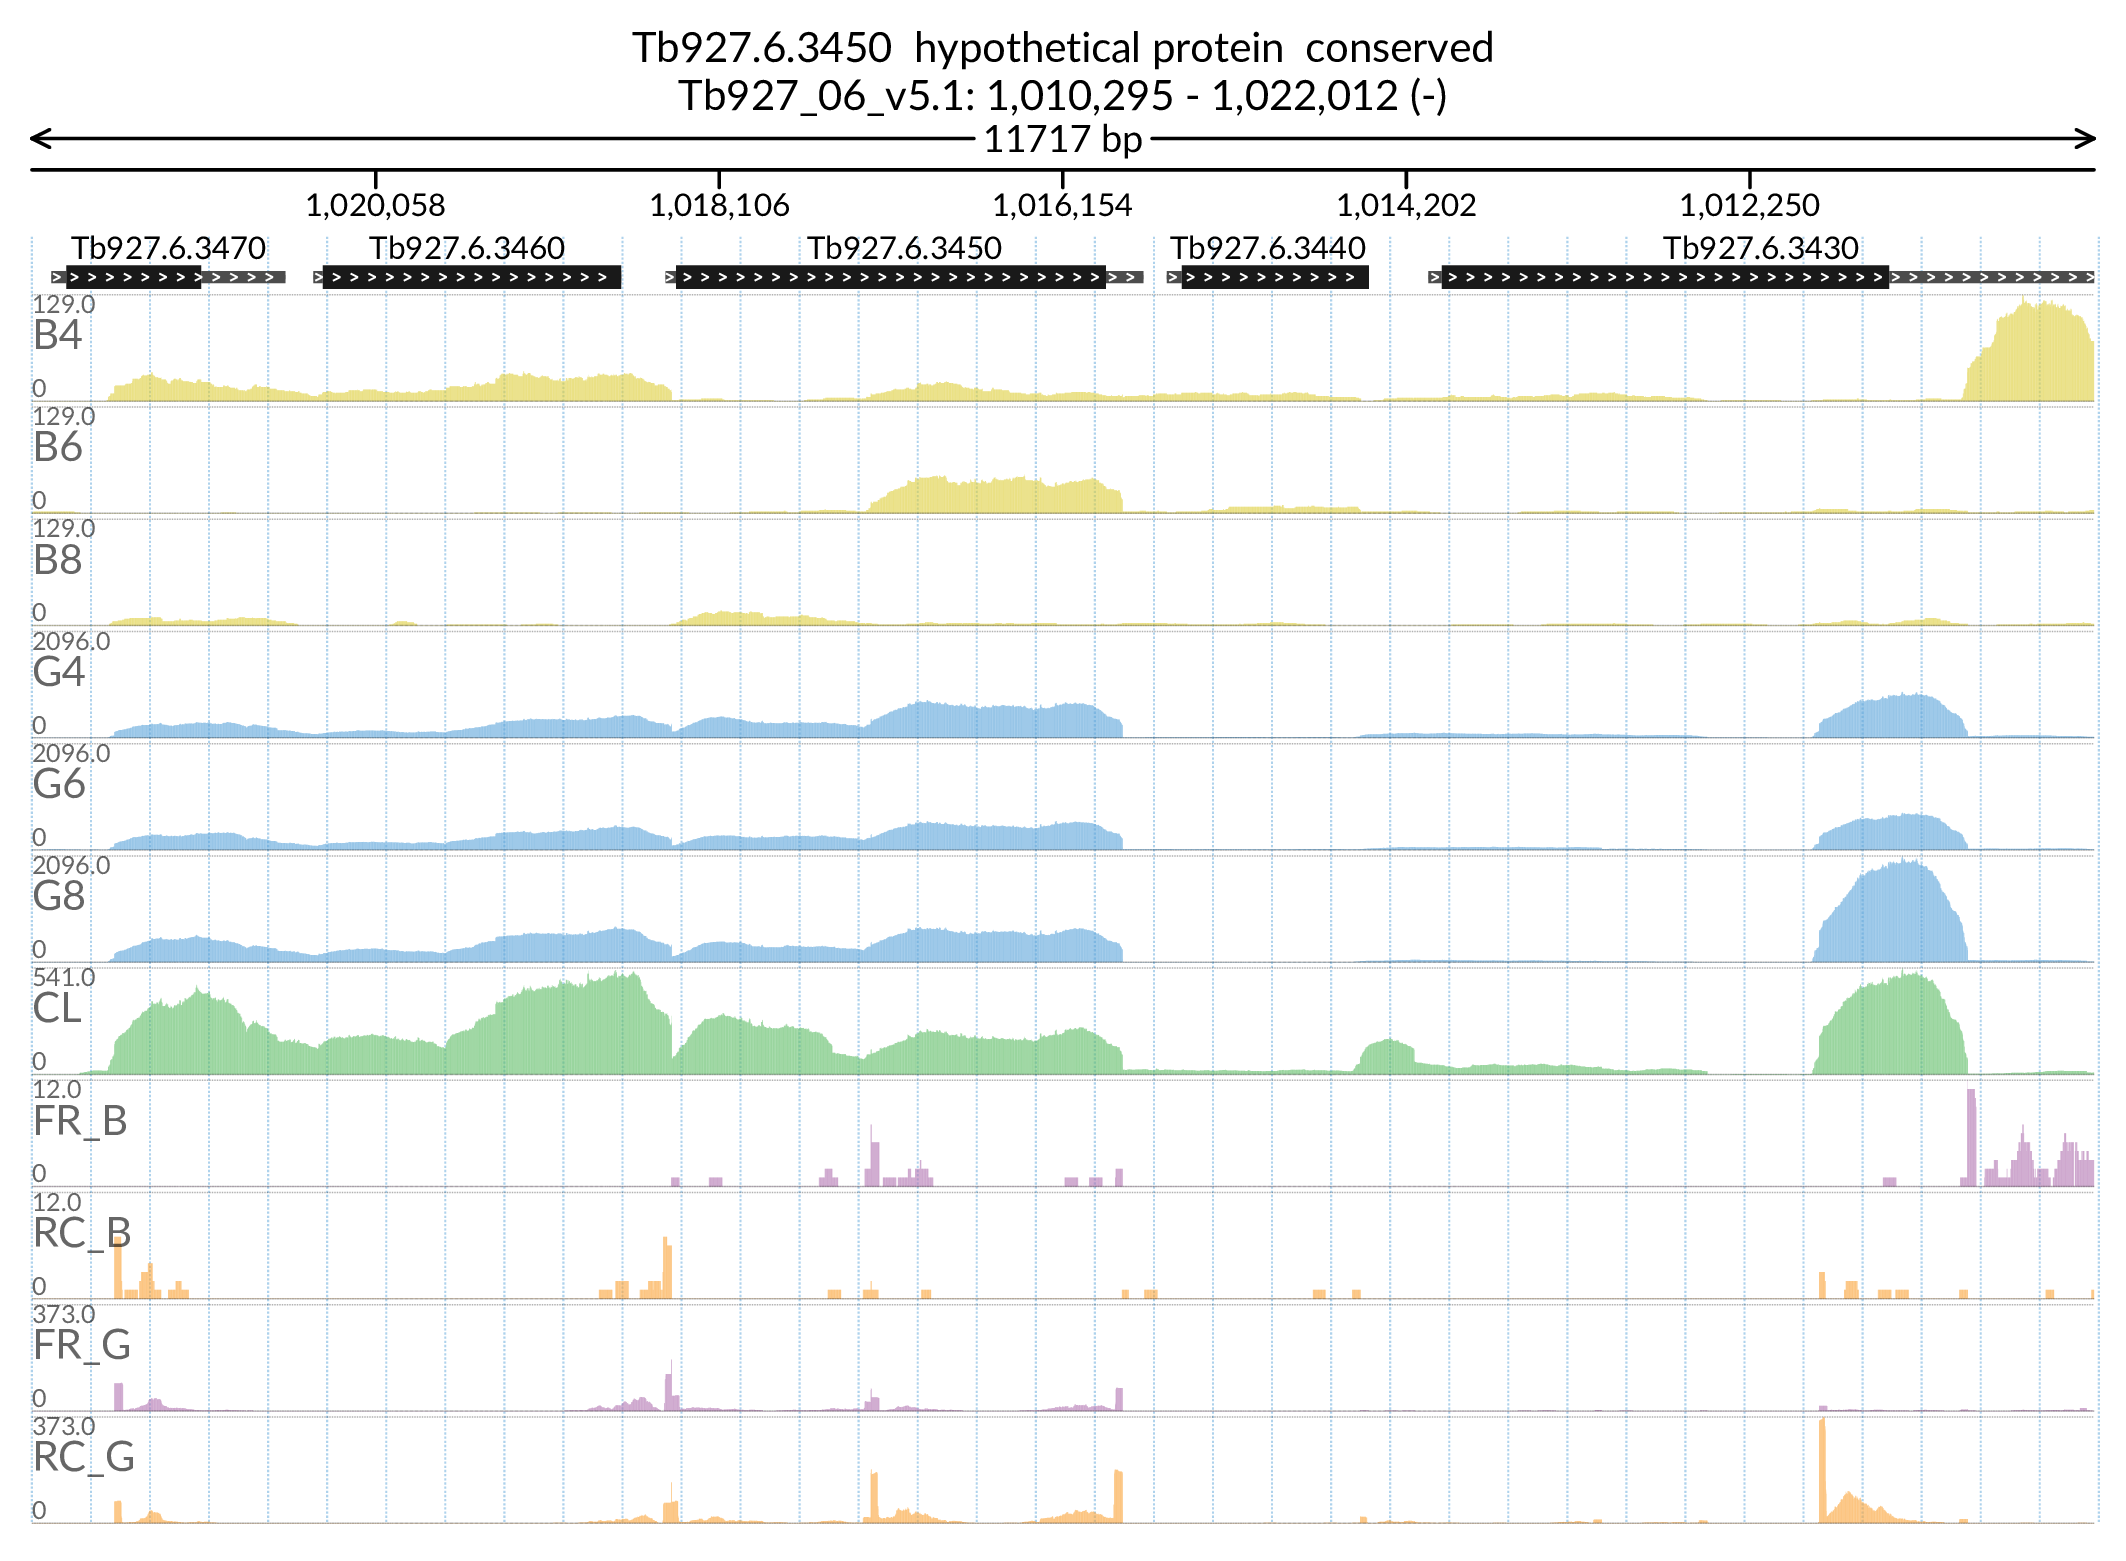 Tb927.6.3450 hypothetical protein conserved
Tb927_06_v5.1: 1,010,295 - 1,022,012 (-)
11717 bp
1,020,058 1,018,106 1,016,154 1,014,202 1,012,250
Tb927.6.3470 Tb927.6.3460 Tb927.6.3450 Tb927.6.3440 Tb927.6.3430
129.0
B4
0
129.0
B6
0
129.0
B8
0
2096.0
G4
0
2096.0
G6
0
2096.0
G8
0
541.0
CL
0
12.0
FR_B
0
12.0
RC_B
0
373.0
FR_G
0
373.0
RC_G
0